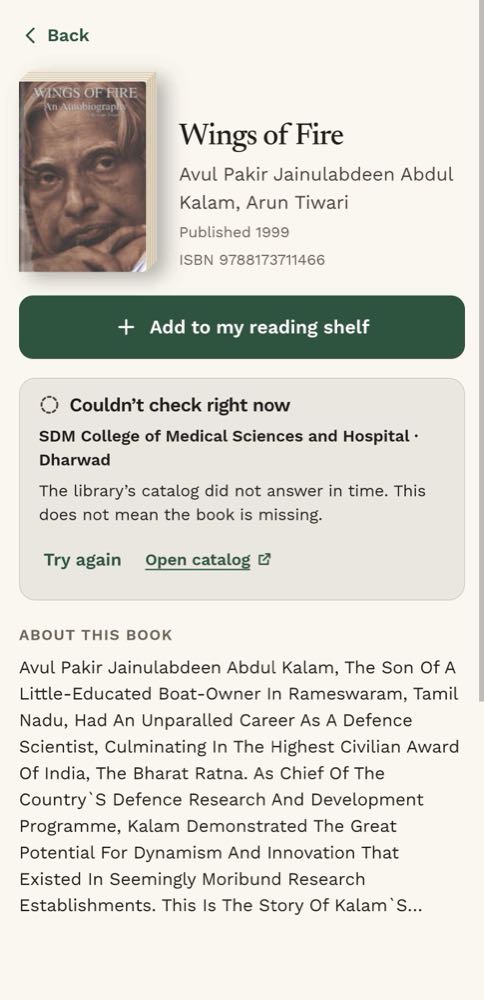 Back
WINGS OF FIRE
An Autobiography
Wings of Fire
Avul Pakir Jainulabdeen Abdul
Kalam, Arun Tiwari
Published 1999
ISBN 9788173711466
Add to my reading shelf
Couldn’t check right now
SDM College of Medical Sciences and Hospital ·
Dharwad
The library’s catalog did not answer in time. This
does not mean the book is missing.
Try again Open catalog
ABOUT THIS BOOK
Avul Pakir Jainulabdeen Abdul Kalam, The Son Of A
Little-Educated Boat-Owner In Rameswaram, Tamil
Nadu, Had An Unparalled Career As A Defence
Scientist, Culminating In The Highest Civilian Award
Of India, The Bharat Ratna. As Chief Of The
Country`S Defence Research And Development
Programme, Kalam Demonstrated The Great
Potential For Dynamism And Innovation That
Existed In Seemingly Moribund Research
Establishments. This Is The Story Of Kalam`S...